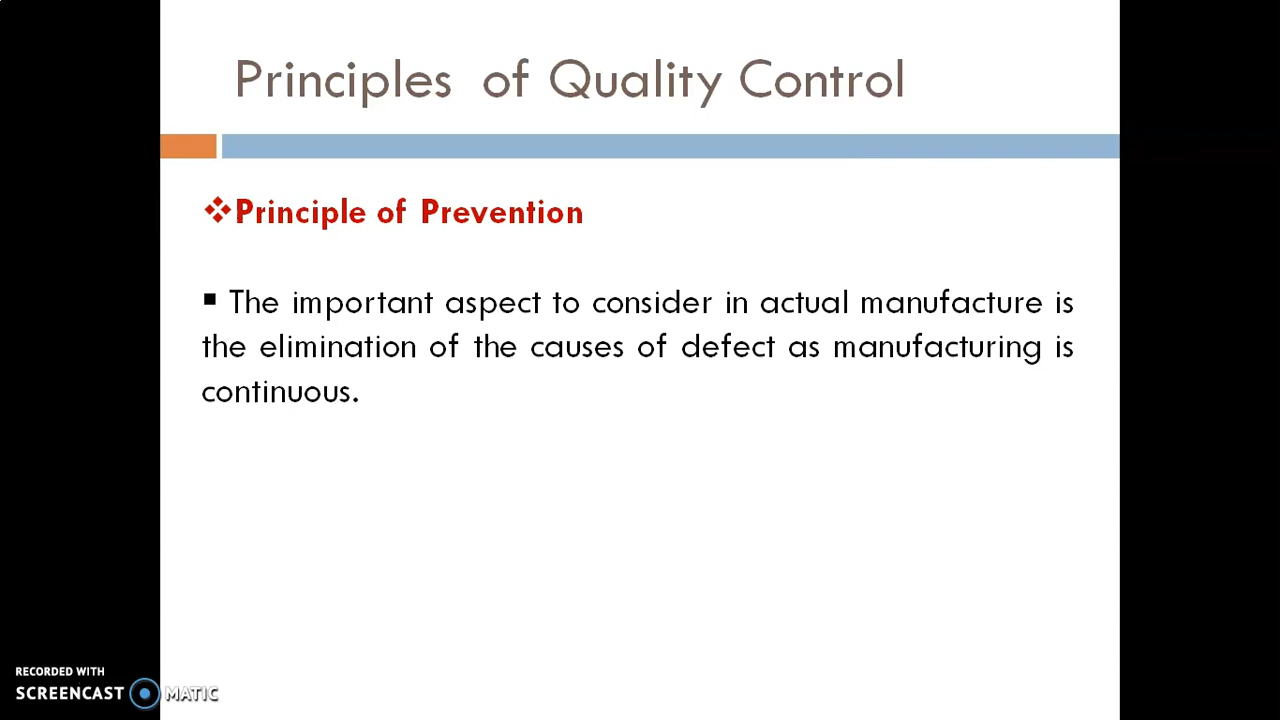 Principles of Quality Control
❖Principle of Prevention
▪ The important aspect to consider in actual manufacture is
the elimination of the causes of defect as manufacturing is
continuous.
RECORDED WITH
SCREENCAST MATIC